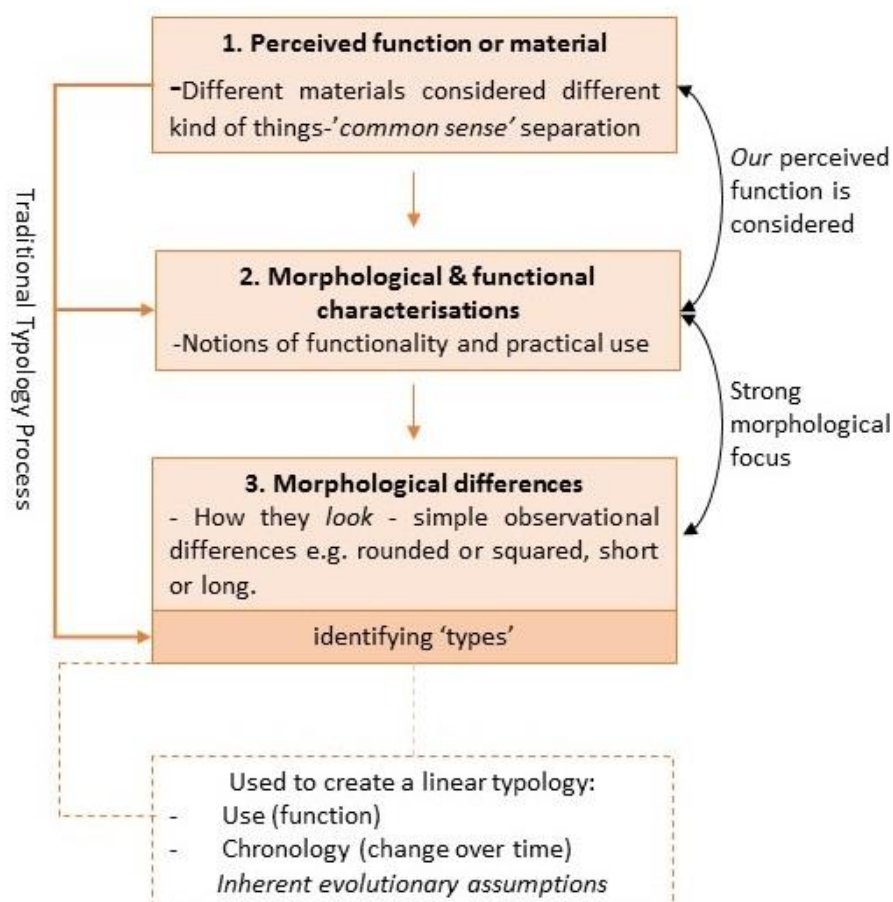 1. Perceived function or material
-Different materials considered different
kind of things-'common sense' separation
Our perceived
function is
considered
Traditional Typology Process
2. Morphological & functional
characterisations
-Notions of functionality and practical use
Strong
morphological
focus
3. Morphological differences
- How they look - simple observational
differences e.g. rounded or squared, short
or long.
identifying ‘types’
Used to create a linear typology:
- Use (function)
- Chronology (change over time)
Inherent evolutionary assumptions